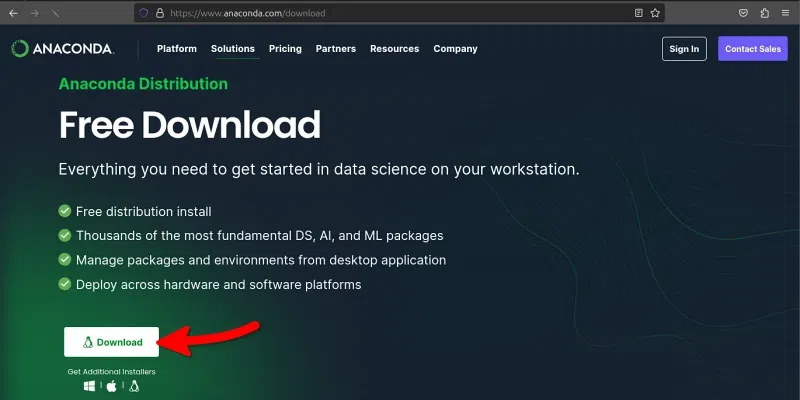 https://www.anaconda.com/download
ANACONDA.
Platform Solutions Pricing Partners Resources Company
Sign In
Contact Sales
Anaconda Distribution
Free Download
Everything you need to get started in data science on your workstation.
Free distribution install
Thousands of the most fundamental DS, AI, and ML packages
Manage packages and environments from desktop application
Deploy across hardware and software platforms
Download
Get Additional Installers
| |